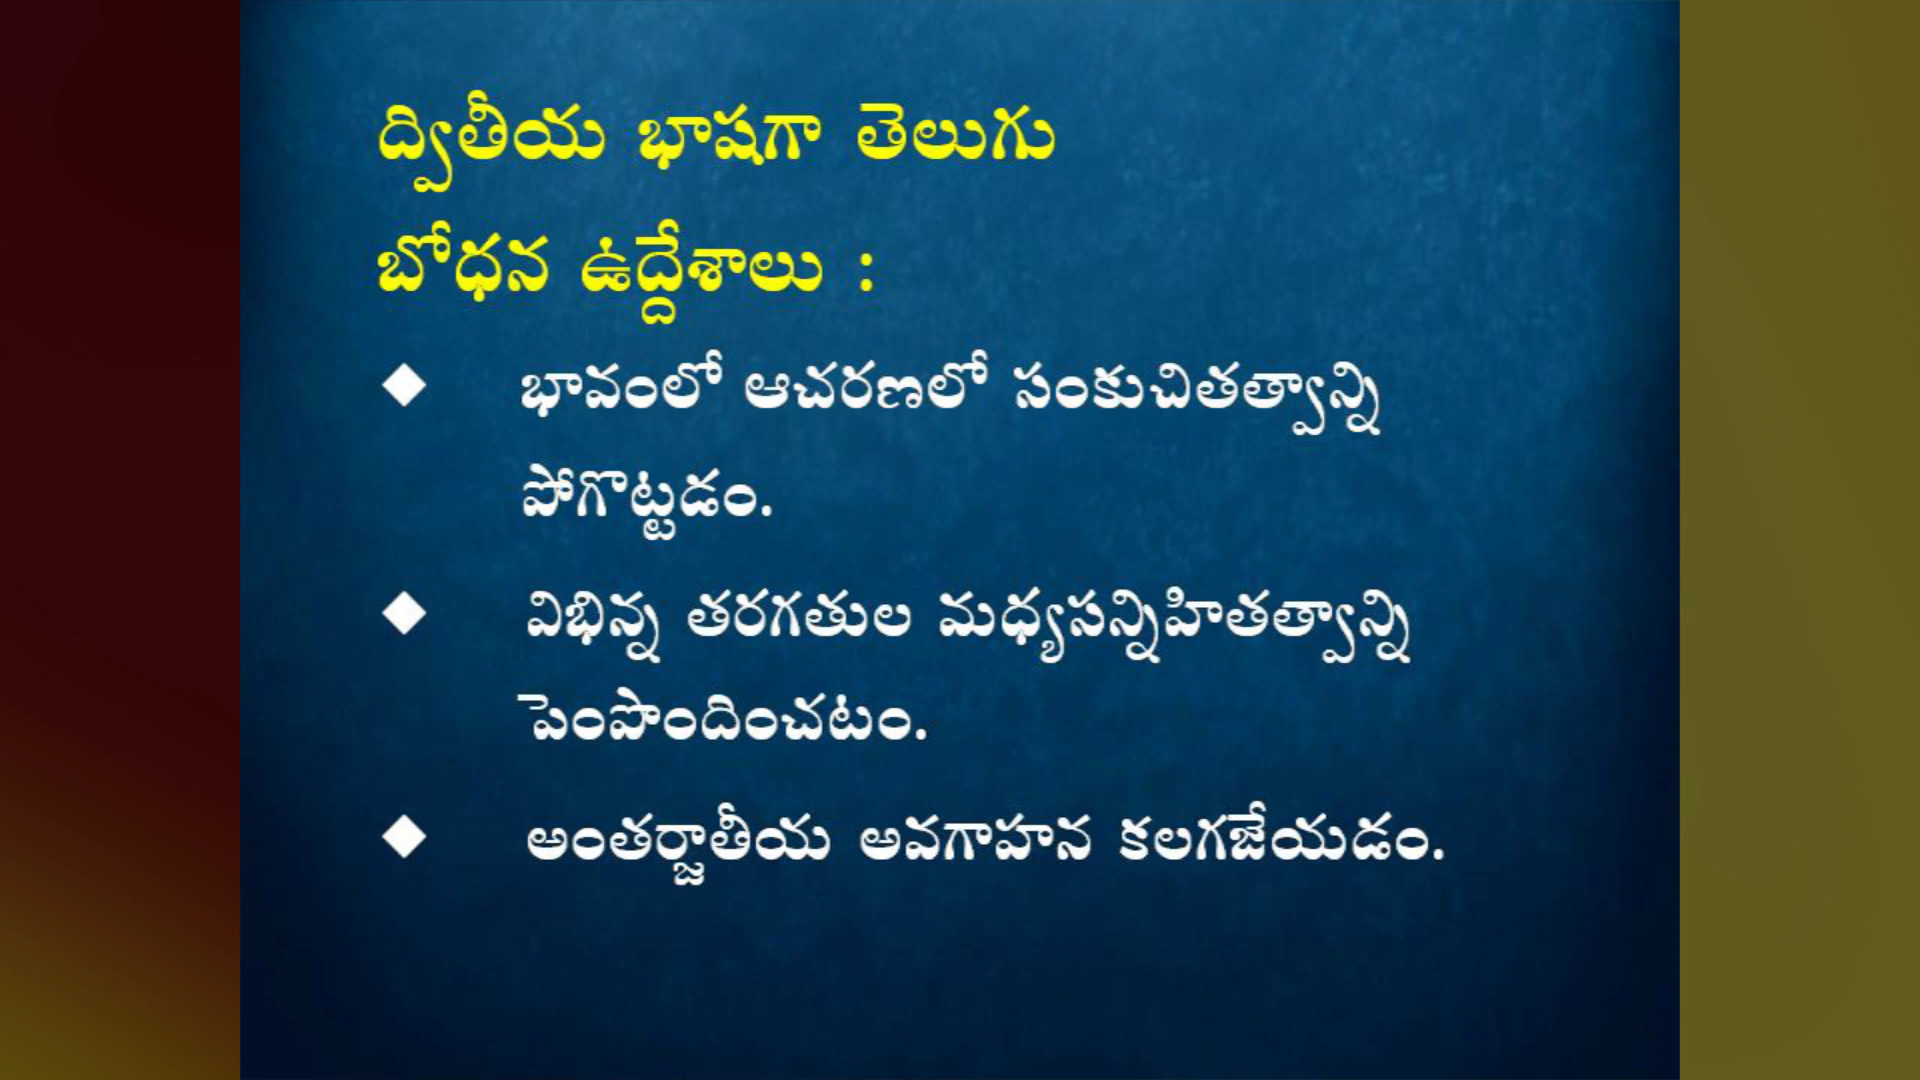 ద్వితీయ భాషగా తెలుగు
బోధన ఉద్దేశాలు :
◆ భావంలో ఆచరణలో సంకుచితత్వాన్ని
పోగొట్టడం.
◆ విభిన్న తరగతుల మధ్యసన్నిహితత్వాన్ని
పెంపొందించటం.
◆ అంతర్జాతీయ అవగాహన కలగజేయడం.